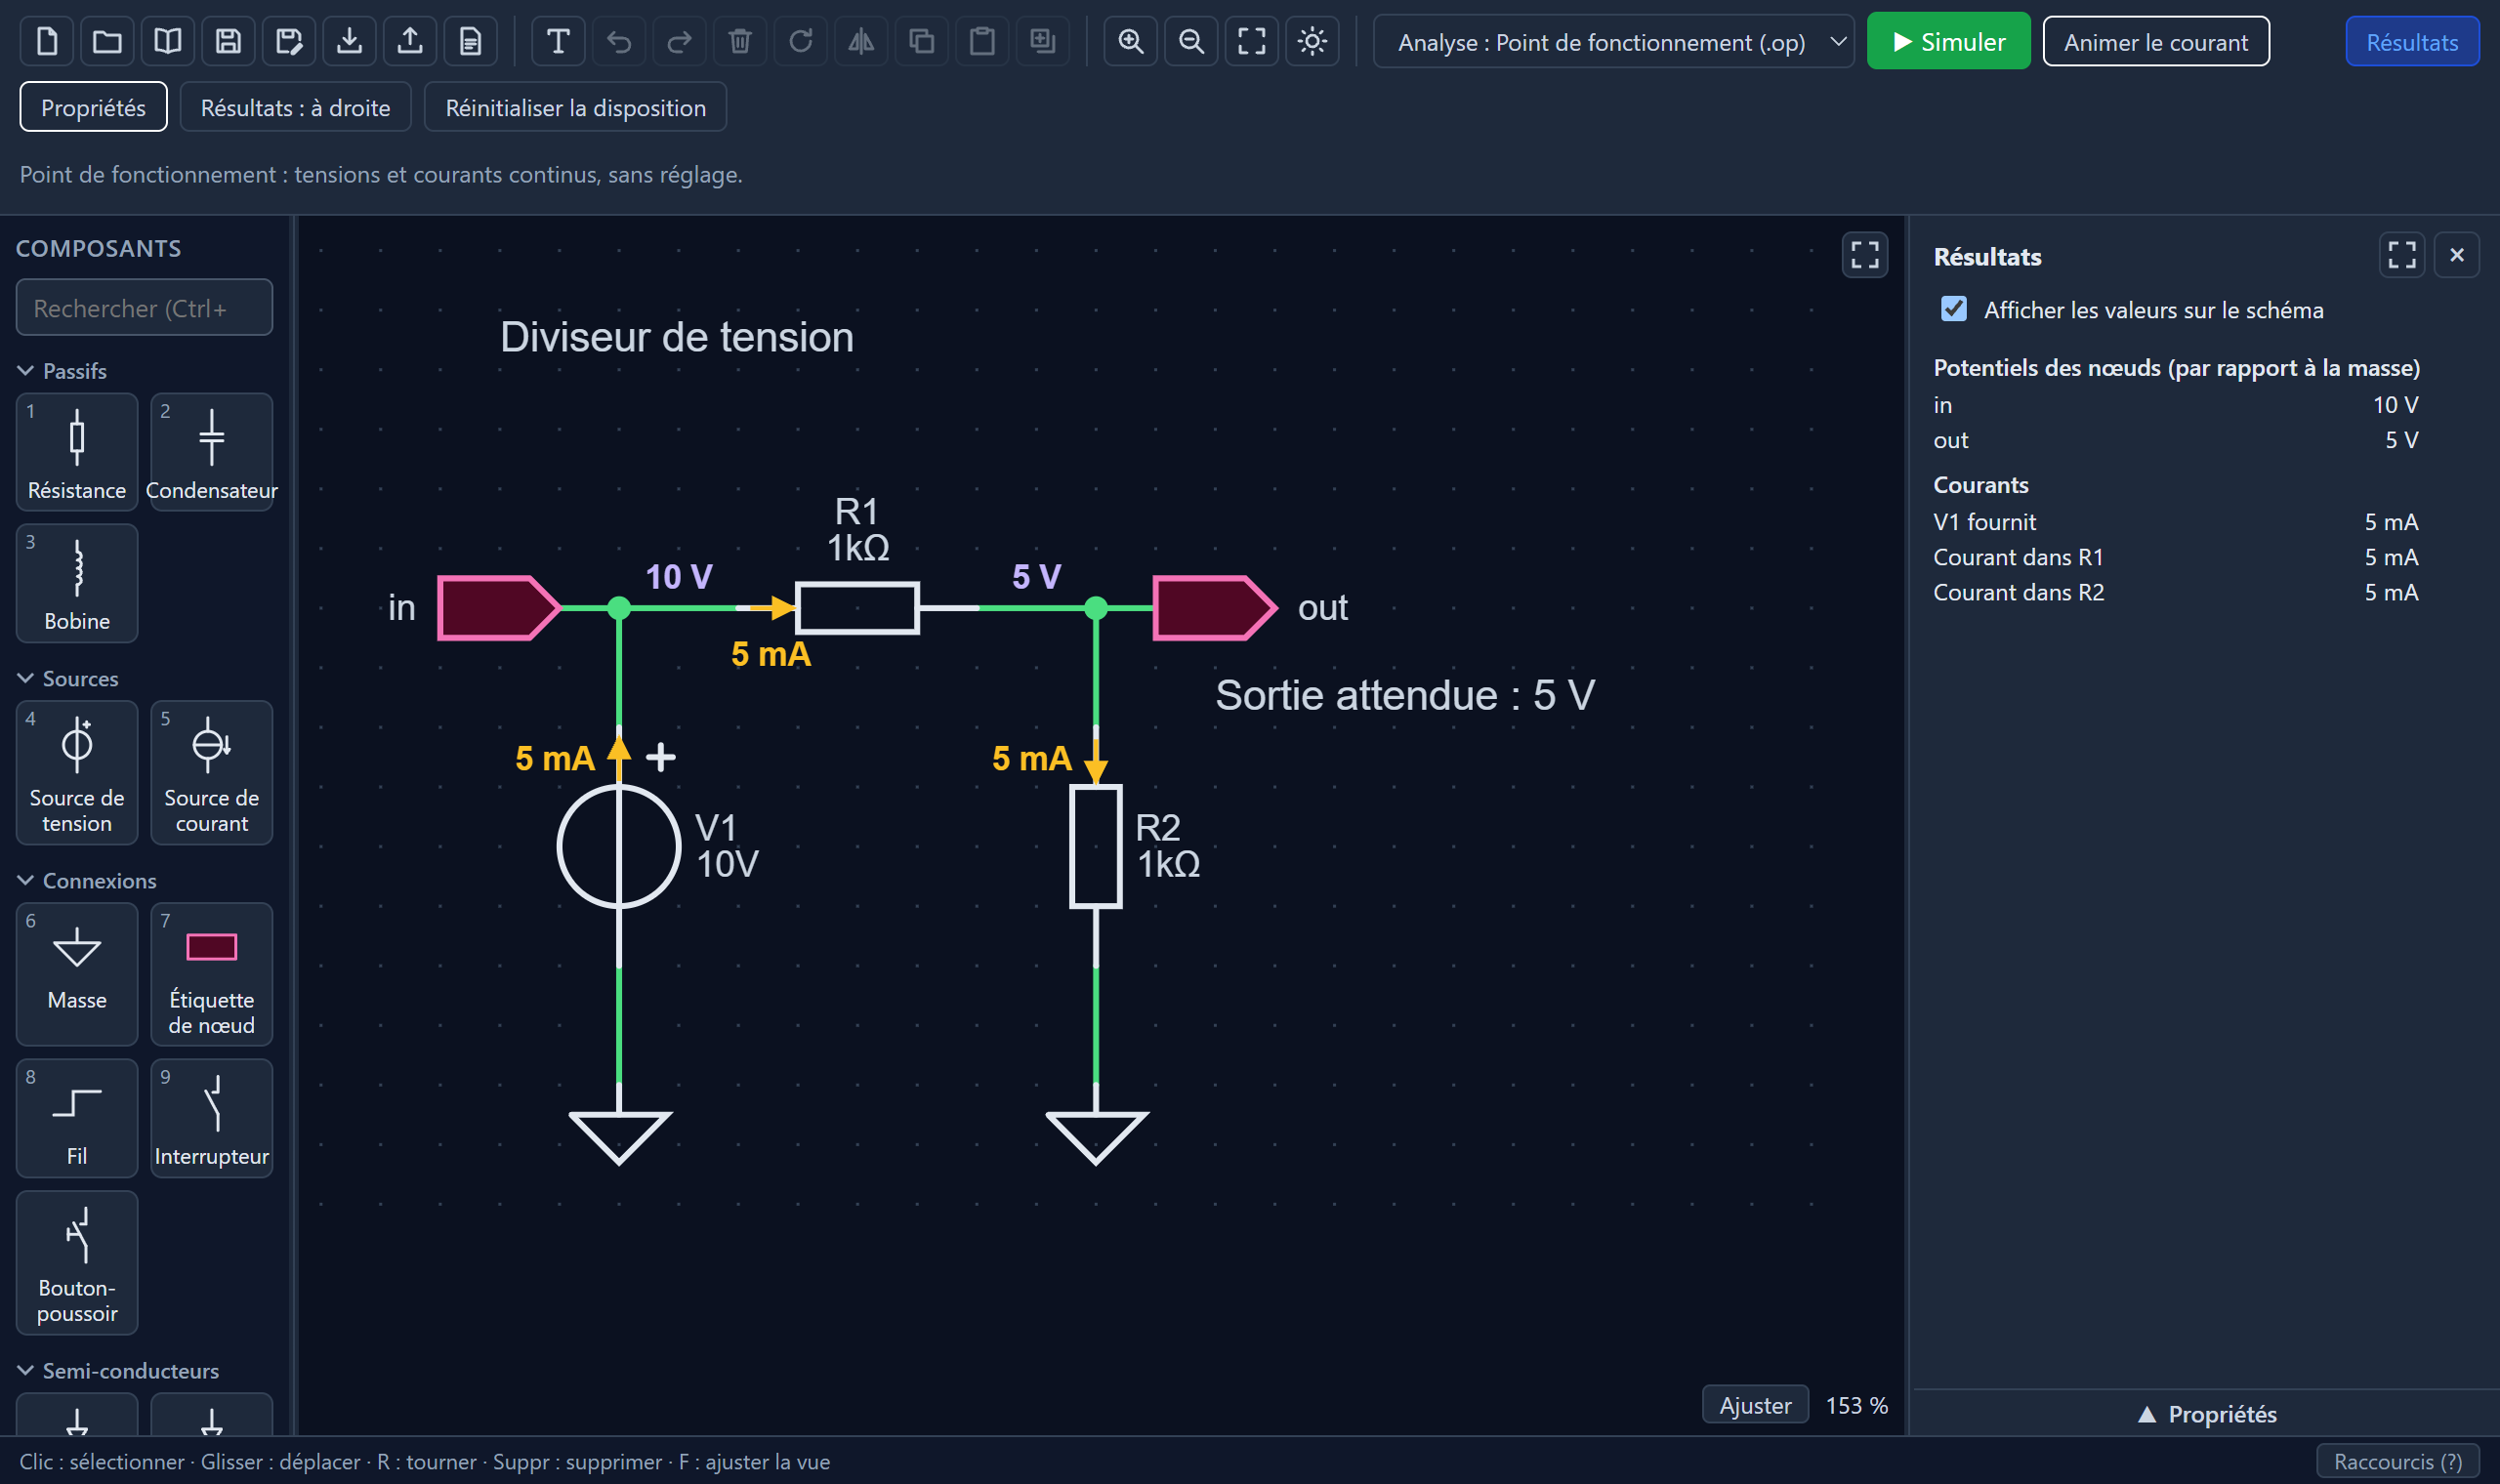 Analyse : Point de fonctionnement (.op)
Simuler
Animer le courant
Résultats
Propriétés
Résultats : à droite
Réinitialiser la disposition
Point de fonctionnement : tensions et courants continus, sans réglage.
COMPOSANTS
Rechercher (Ctrl+
Passifs
1
Résistance
2
Condensateur
3
Bobine
Sources
4
Source de
tension
5
Source de
courant
Connexions
6
Masse
7
Étiquette
de nœud
8
Fil
9
Interrupteur
Bouton-
poussoir
Semi-conducteurs
Diviseur de tension
R1
1kΩ
10 V
5 V
in
out
5 mA
Sortie attendue : 5 V
5 mA
+
5 mA
V1
10V
R2
1kΩ
Ajuster
153 %
Résultats
Afficher les valeurs sur le schéma
Potentiels des nœuds (par rapport à la masse)
in 10 V
out 5 V
Courants
V1 fournit 5 mA
Courant dans R1 5 mA
Courant dans R2 5 mA
Propriétés
Clic : sélectionner · Glisser : déplacer · R : tourner · Suppr : supprimer · F : ajuster la vue
Raccourcis (?)